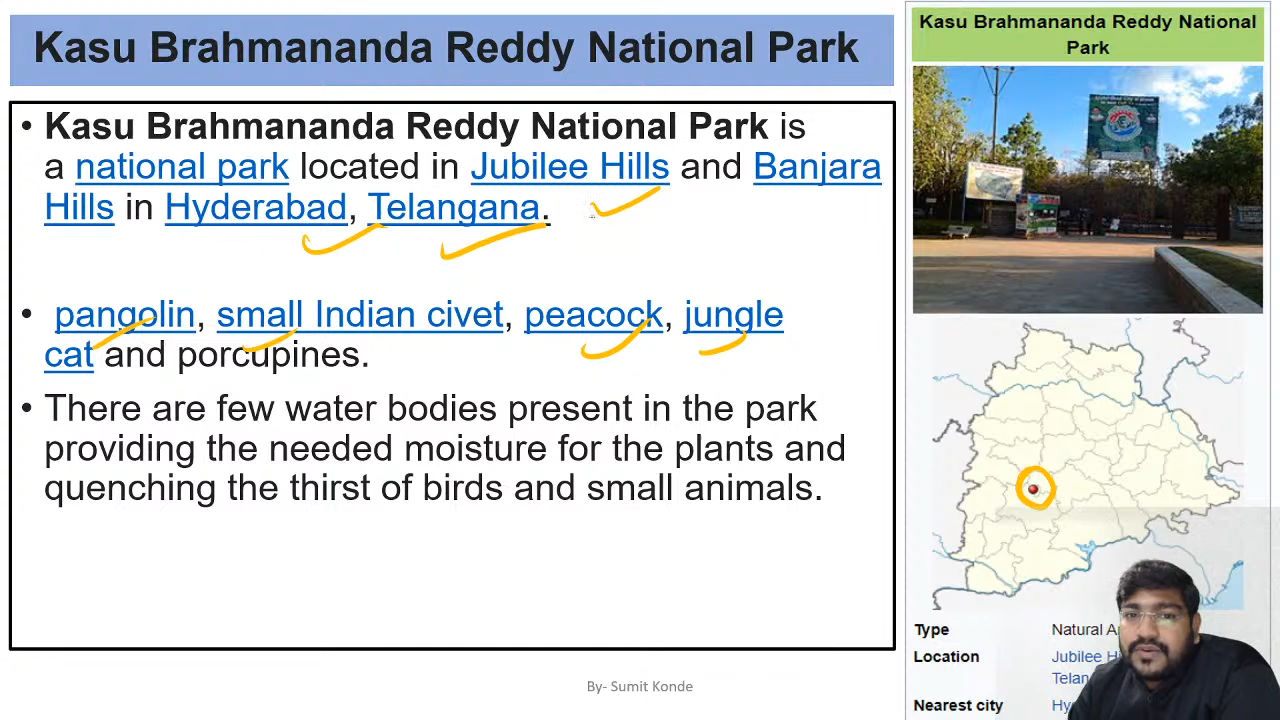 Kasu Brahmananda Reddy National Park
• Kasu Brahmananda Reddy National Park is
a national park located in Jubilee Hills and Banjara
Hills in Hyderabad, Telangana.
• pangolin, small Indian civet, peacock, jungle
cat and porcupines.
• There are few water bodies present in the park
providing the needed moisture for the plants and
quenching the thirst of birds and small animals.
By- Sumit Konde
Kasu Brahmananda Reddy National
Park
Type Natural
Location Jubilee
Nearest city